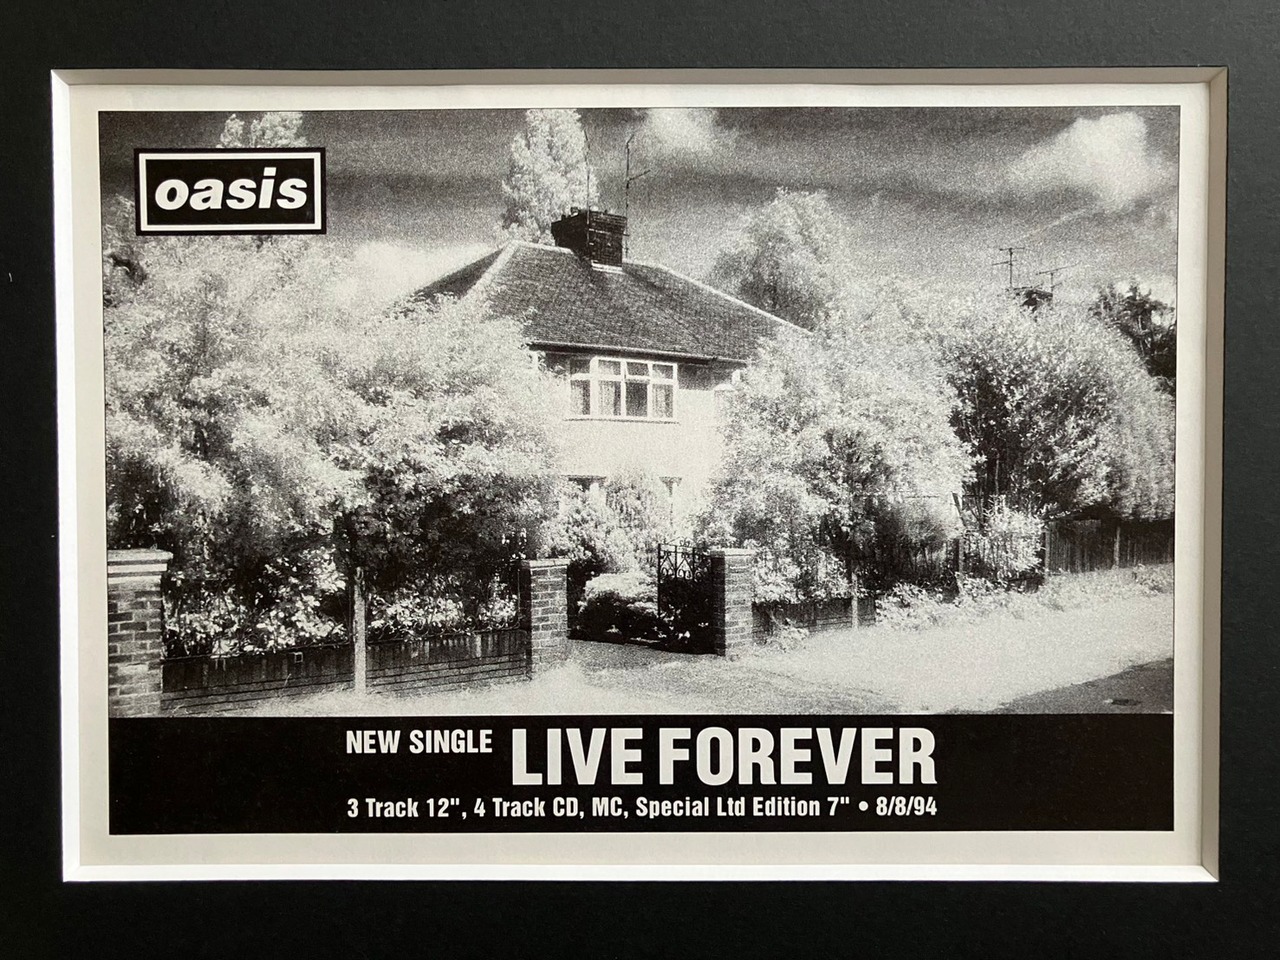 oasis
NEW SINGLE LIVE FOREVER
3 Track 12", 4 Track CD, MC, Special Ltd Edition 7" • 8/8/94